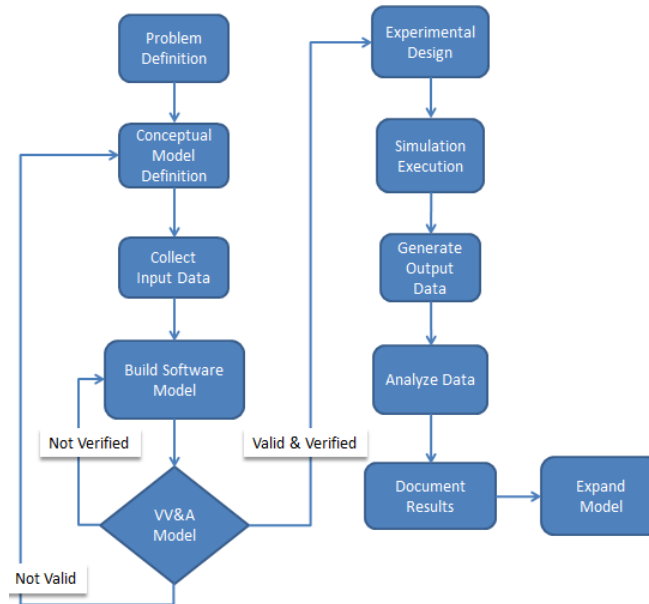 Problem
Definition
Conceptual
Model
Definition
Collect
Input Data
Build Software
Model
Not Verified
VV&A
Model
Not Valid
Valid & Verified
Experimental
Design
Simulation
Execution
Generate
Output
Data
Analyze Data
Document
Results
Expand
Model